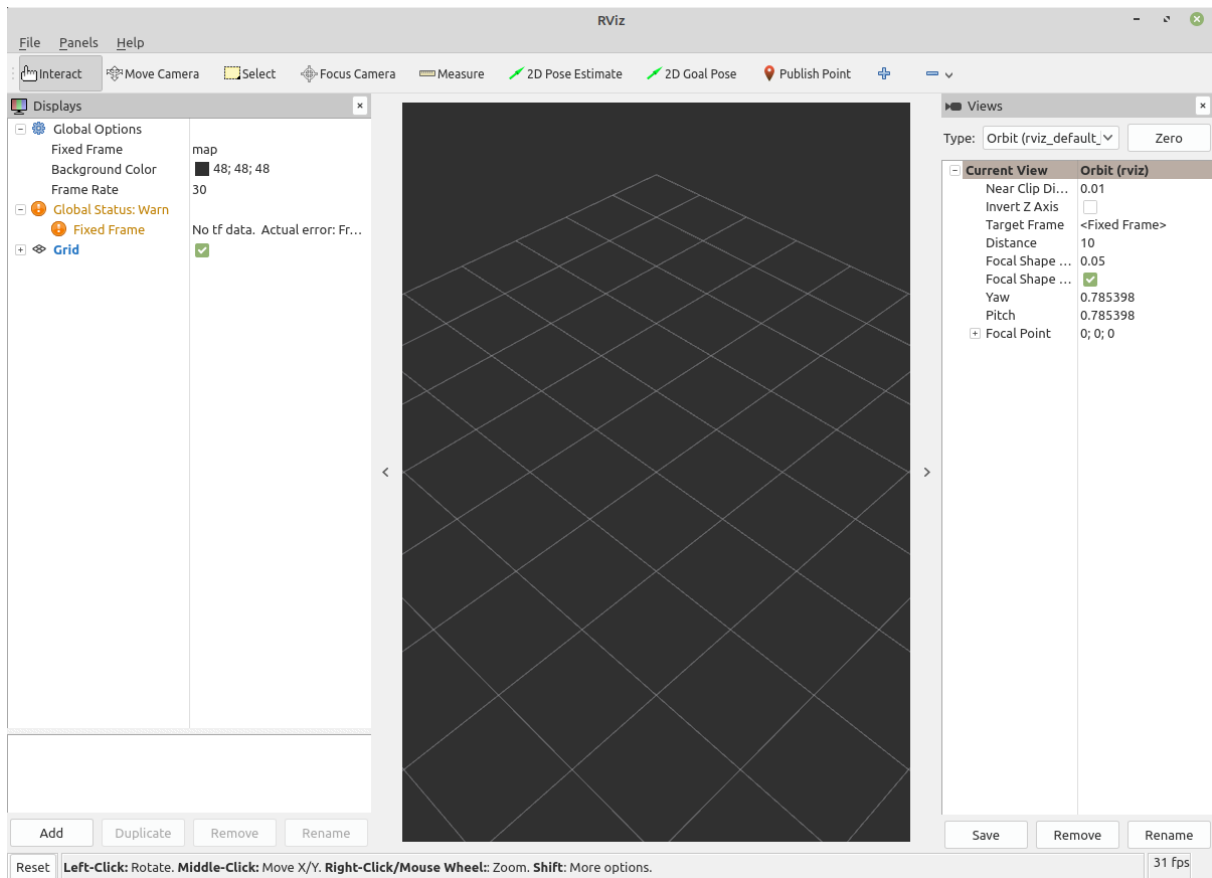 RViz
File Panels Help
Interact Move Camera Select Focus Camera Measure 2D Pose Estimate 2D Goal Pose Publish Point
Displays
Global Options
Fixed Frame map
Background Color 48; 48; 48
Frame Rate 30
Global Status: Warn
Fixed Frame No tf data. Actual error: Fr...
Grid
Add Duplicate Remove Rename
Views
Type: Orbit (rviz_default_ Zero
Current View Orbit (rviz)
Near Clip Di... 0.01
Invert Z Axis
Target Frame <Fixed Frame>
Distance 10
Focal Shape ... 0.05
Focal Shape ...
Yaw 0.785398
Pitch 0.785398
Focal Point 0; 0; 0
Save Remove Rename
Reset Left-Click: Rotate. Middle-Click: Move X/Y. Right-Click/Mouse Wheel:: Zoom. Shift: More options. 31 fps